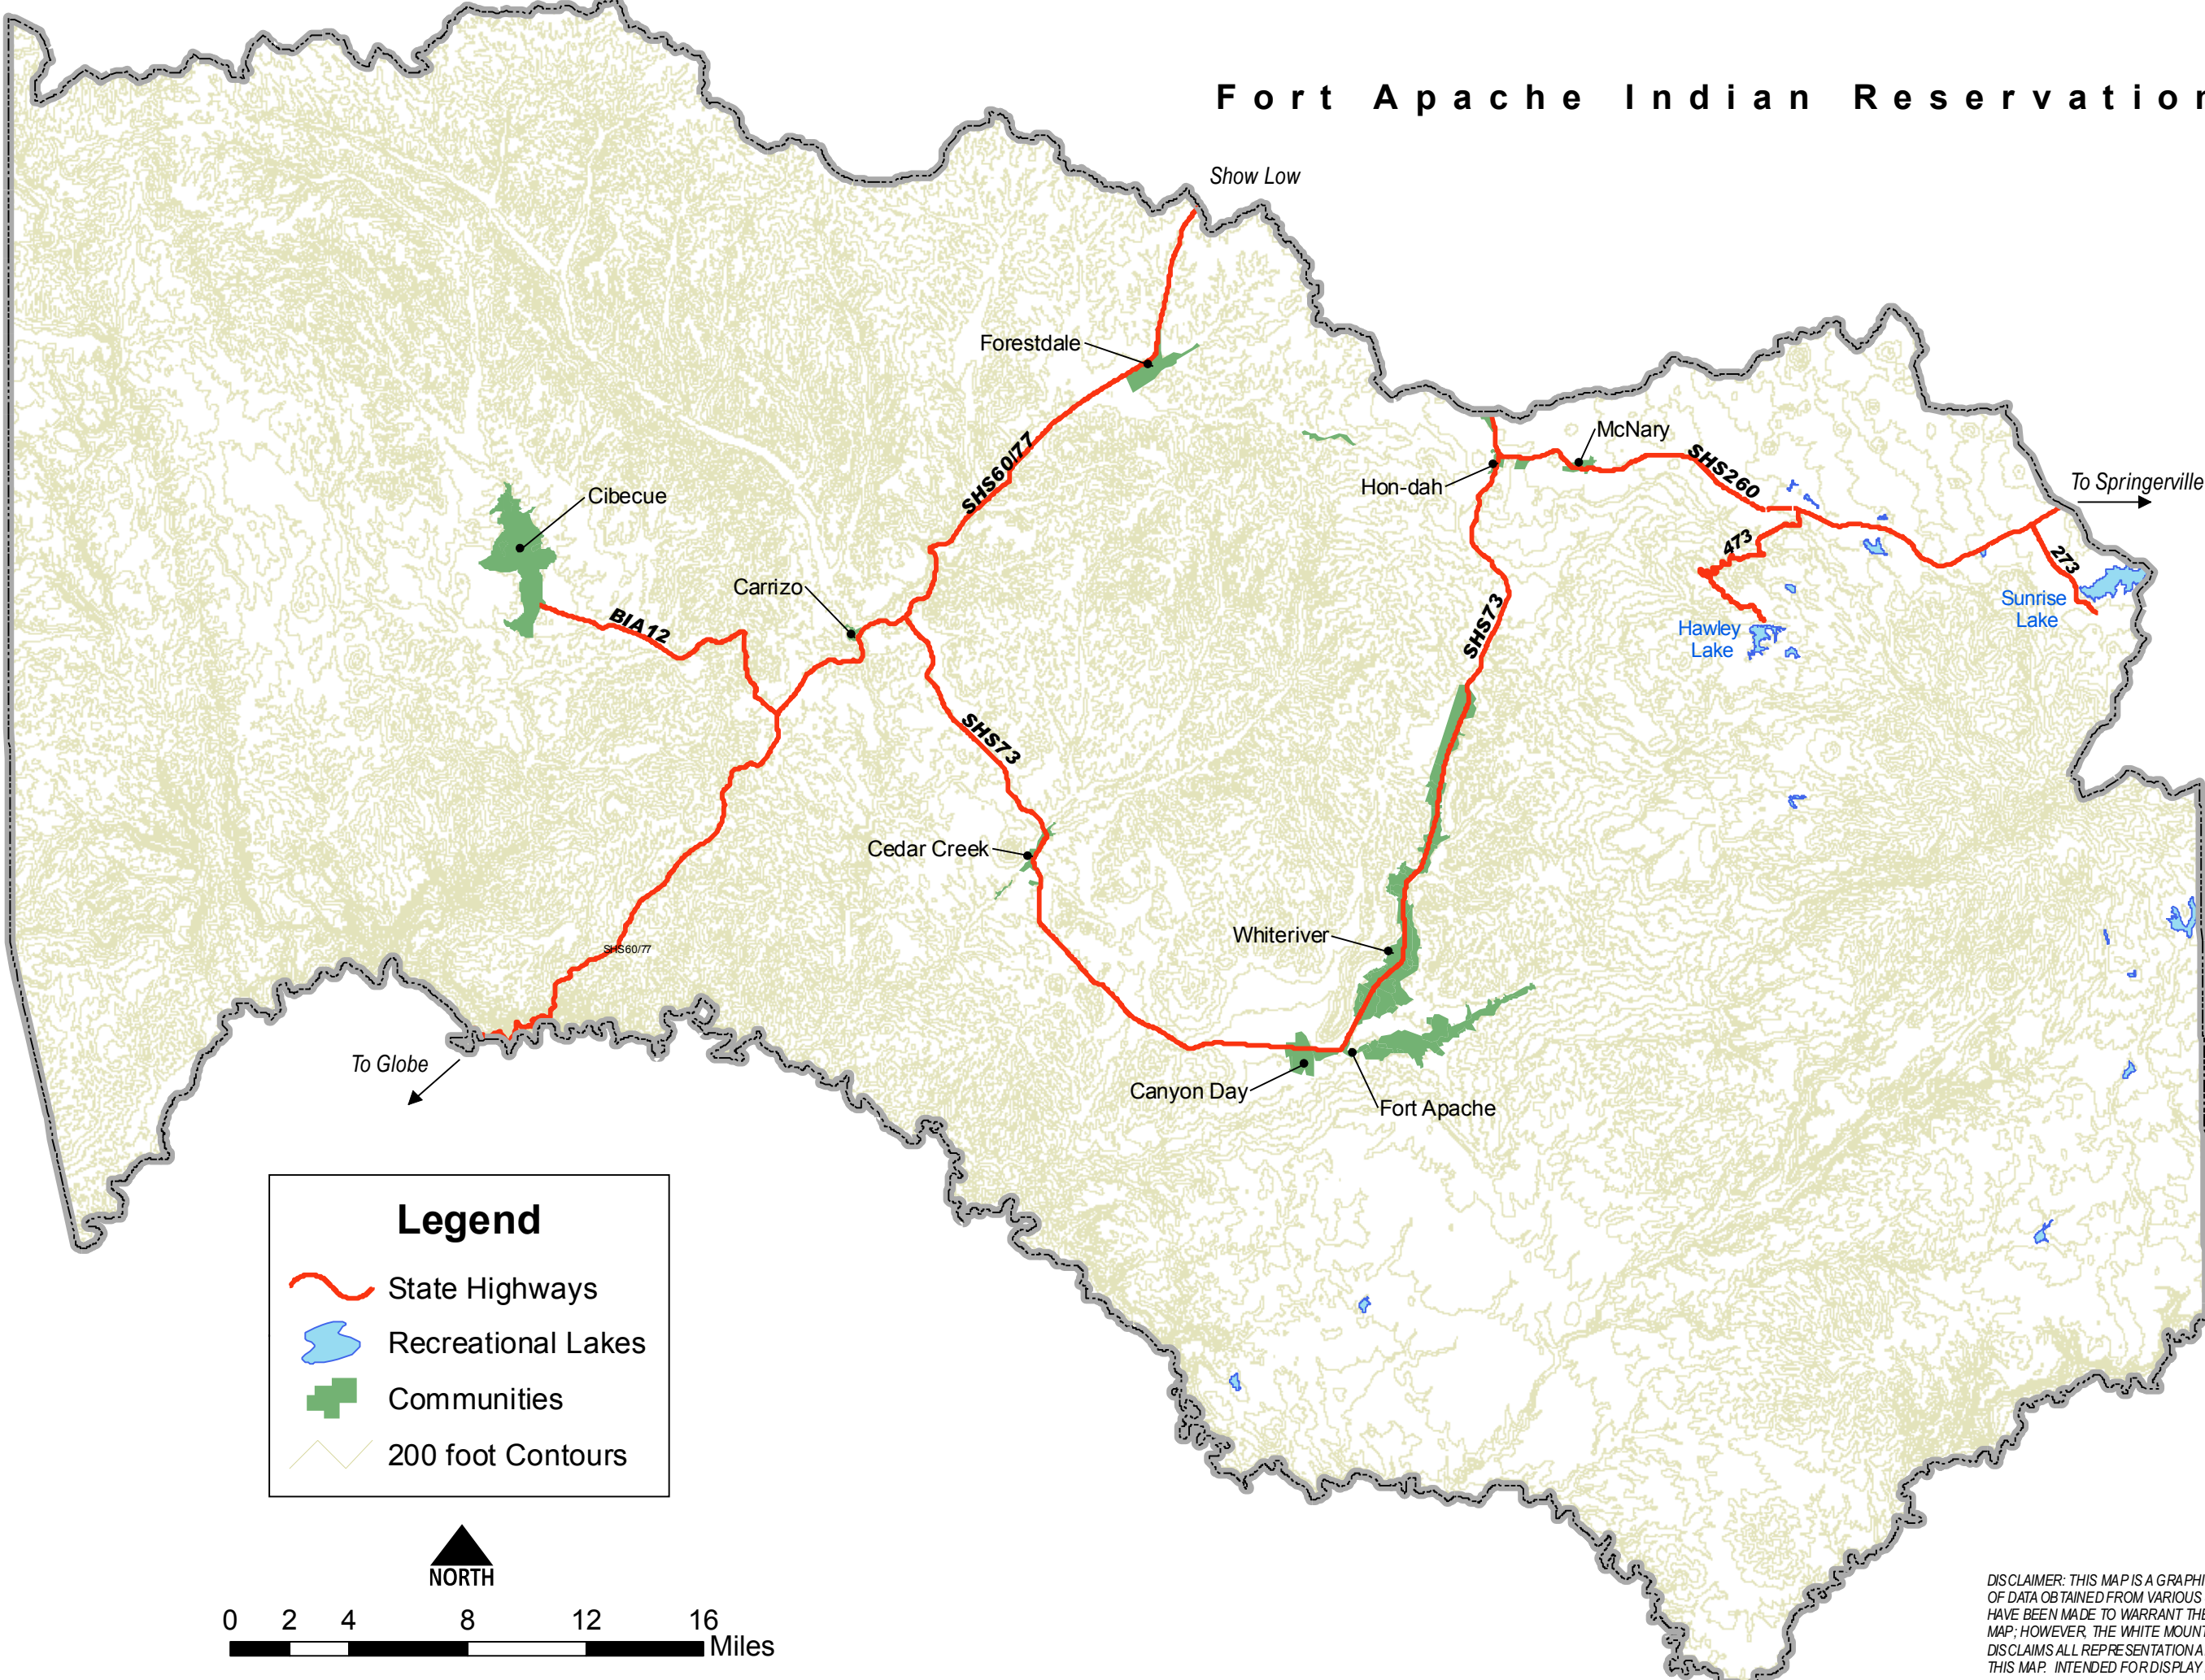 Fort Apache Indian Reservation
Show Low
Forestdale
McNary
SHS60/77
SHS260
Hon-dah
To Springerville
Cibecue
473
273
Carrizo
Sunrise
Lake
BIA12
SHS73
Hawley
Lake
SHS73
Cedar Creek
Whiteriver
SHS60/77
To Globe
Canyon Day
Fort Apache
Legend
State Highways
Recreational Lakes
Communities
200 foot Contours
NORTH
0 2 4 8 12 16
Miles
DISCLAIMER: THIS MAP IS A GRAPHI
OF DATA OBTAINED FROM VARIOUS
HAVE BEEN MADE TO WARRANT THE
MAP; HOWEVER, THE WHITE MOUNT
DISCLAIMS ALL REPRESENTATION A
THIS MAP. INTENDED FOR DISPLAY